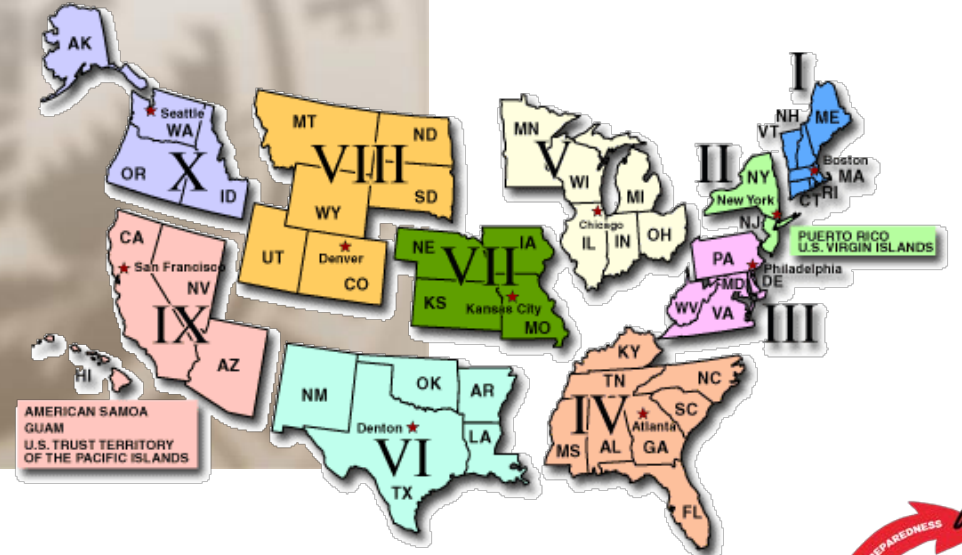 AK
Seattle
WA
OR
X
ID
MT
ND
VIII
SD
WY
UT
Denver
CO
CA
San Francisco
NV
IX
AZ
HI
AMERICAN SAMOA
GUAM
U.S. TRUST TERRITORY
OF THE PACIFIC ISLANDS
NE
IA
VII
KS
Kansas City
MO
NM
OK
AR
Denton
LA
VI
TX
MN
V
WI
MI
Chicago
IL
IN
OH
KY
TN
NC
IV
SC
Atlanta
MS
AL
GA
FL
I
NH
ME
VT
Boston
MA
RI
CT
II
NY
New York
NJ
PUERTO RICO
U.S. VIRGIN ISLANDS
PA
Philadelphia
MD
DE
WV
VA
III